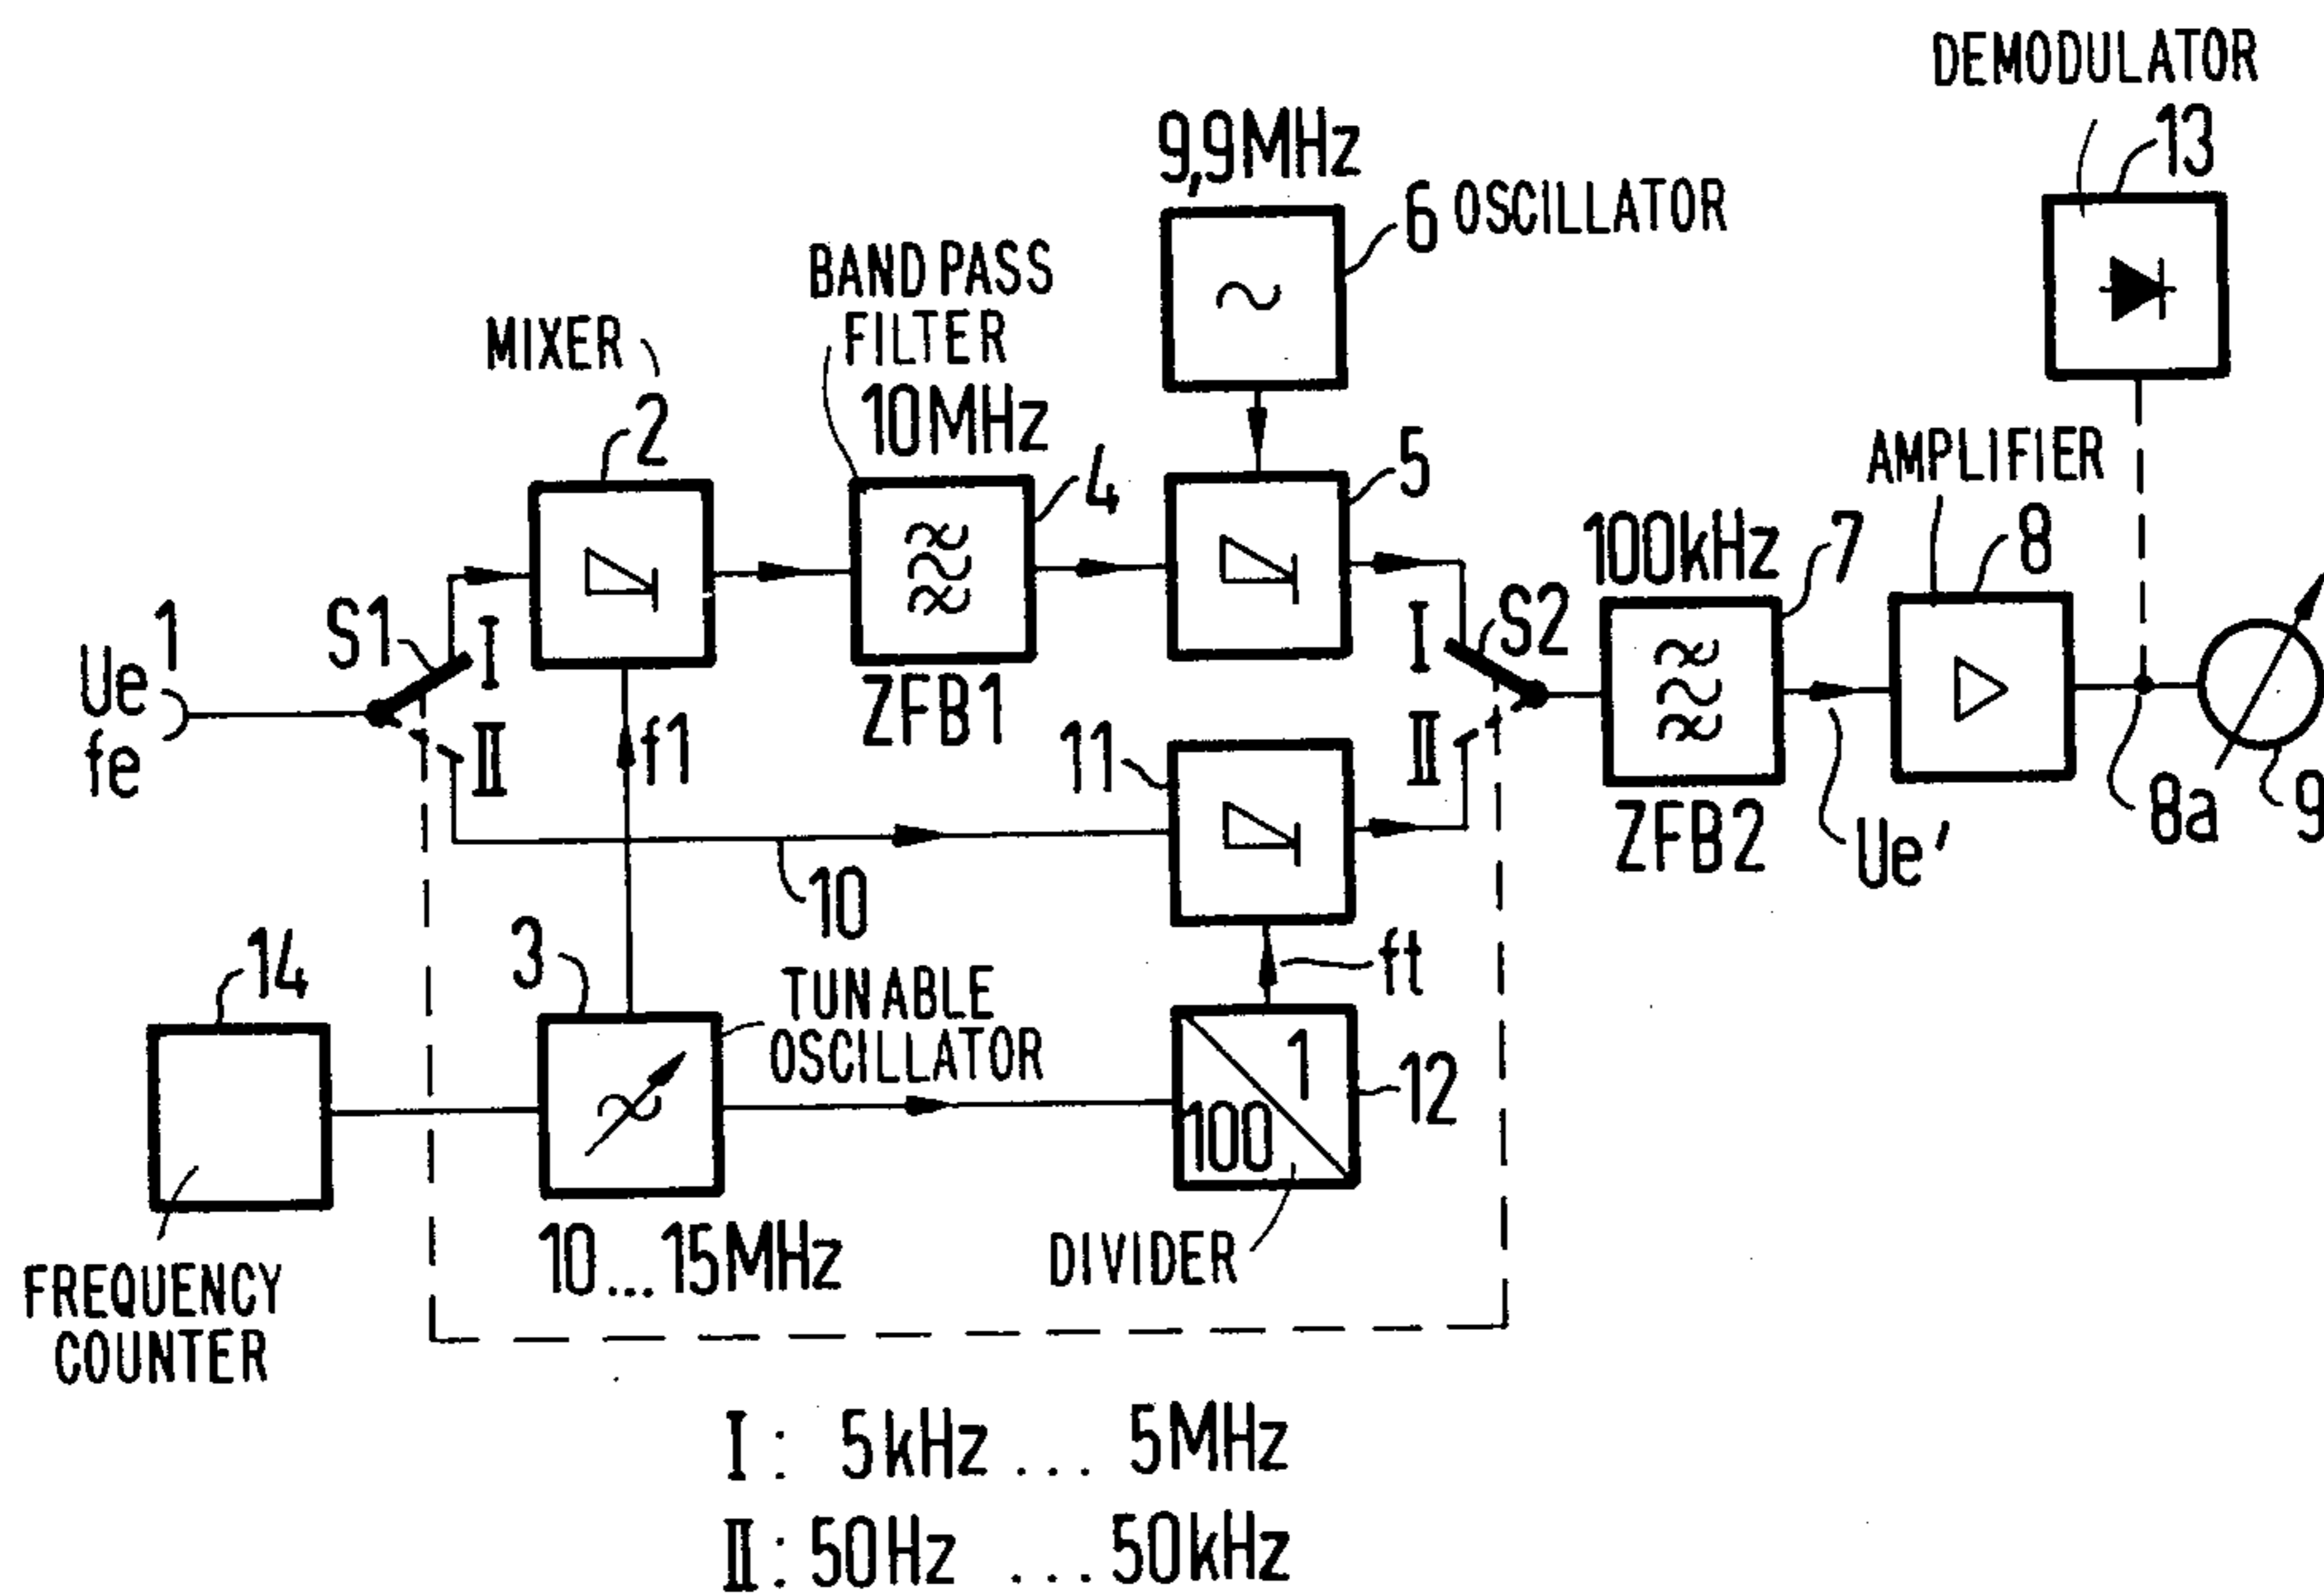 DEMODULATOR
13
9,9MHz
6 OSCILLATOR
BAND PASS
FILTER
10MHz
MIXER
2
4
5
AMPLIFIER
8
100kHz
7
1
Ue
fe
S1
I
II
f1
ZFB1
11
I
II
S2
ZFB2
Ue'
8a
9
10
14
3
TUNABLE
OSCILLATOR
ft
1
100
12
10...15MHz
DIVIDER
FREQUENCY
COUNTER
I : 5kHz ... 5MHz
II : 50Hz ... 50kHz